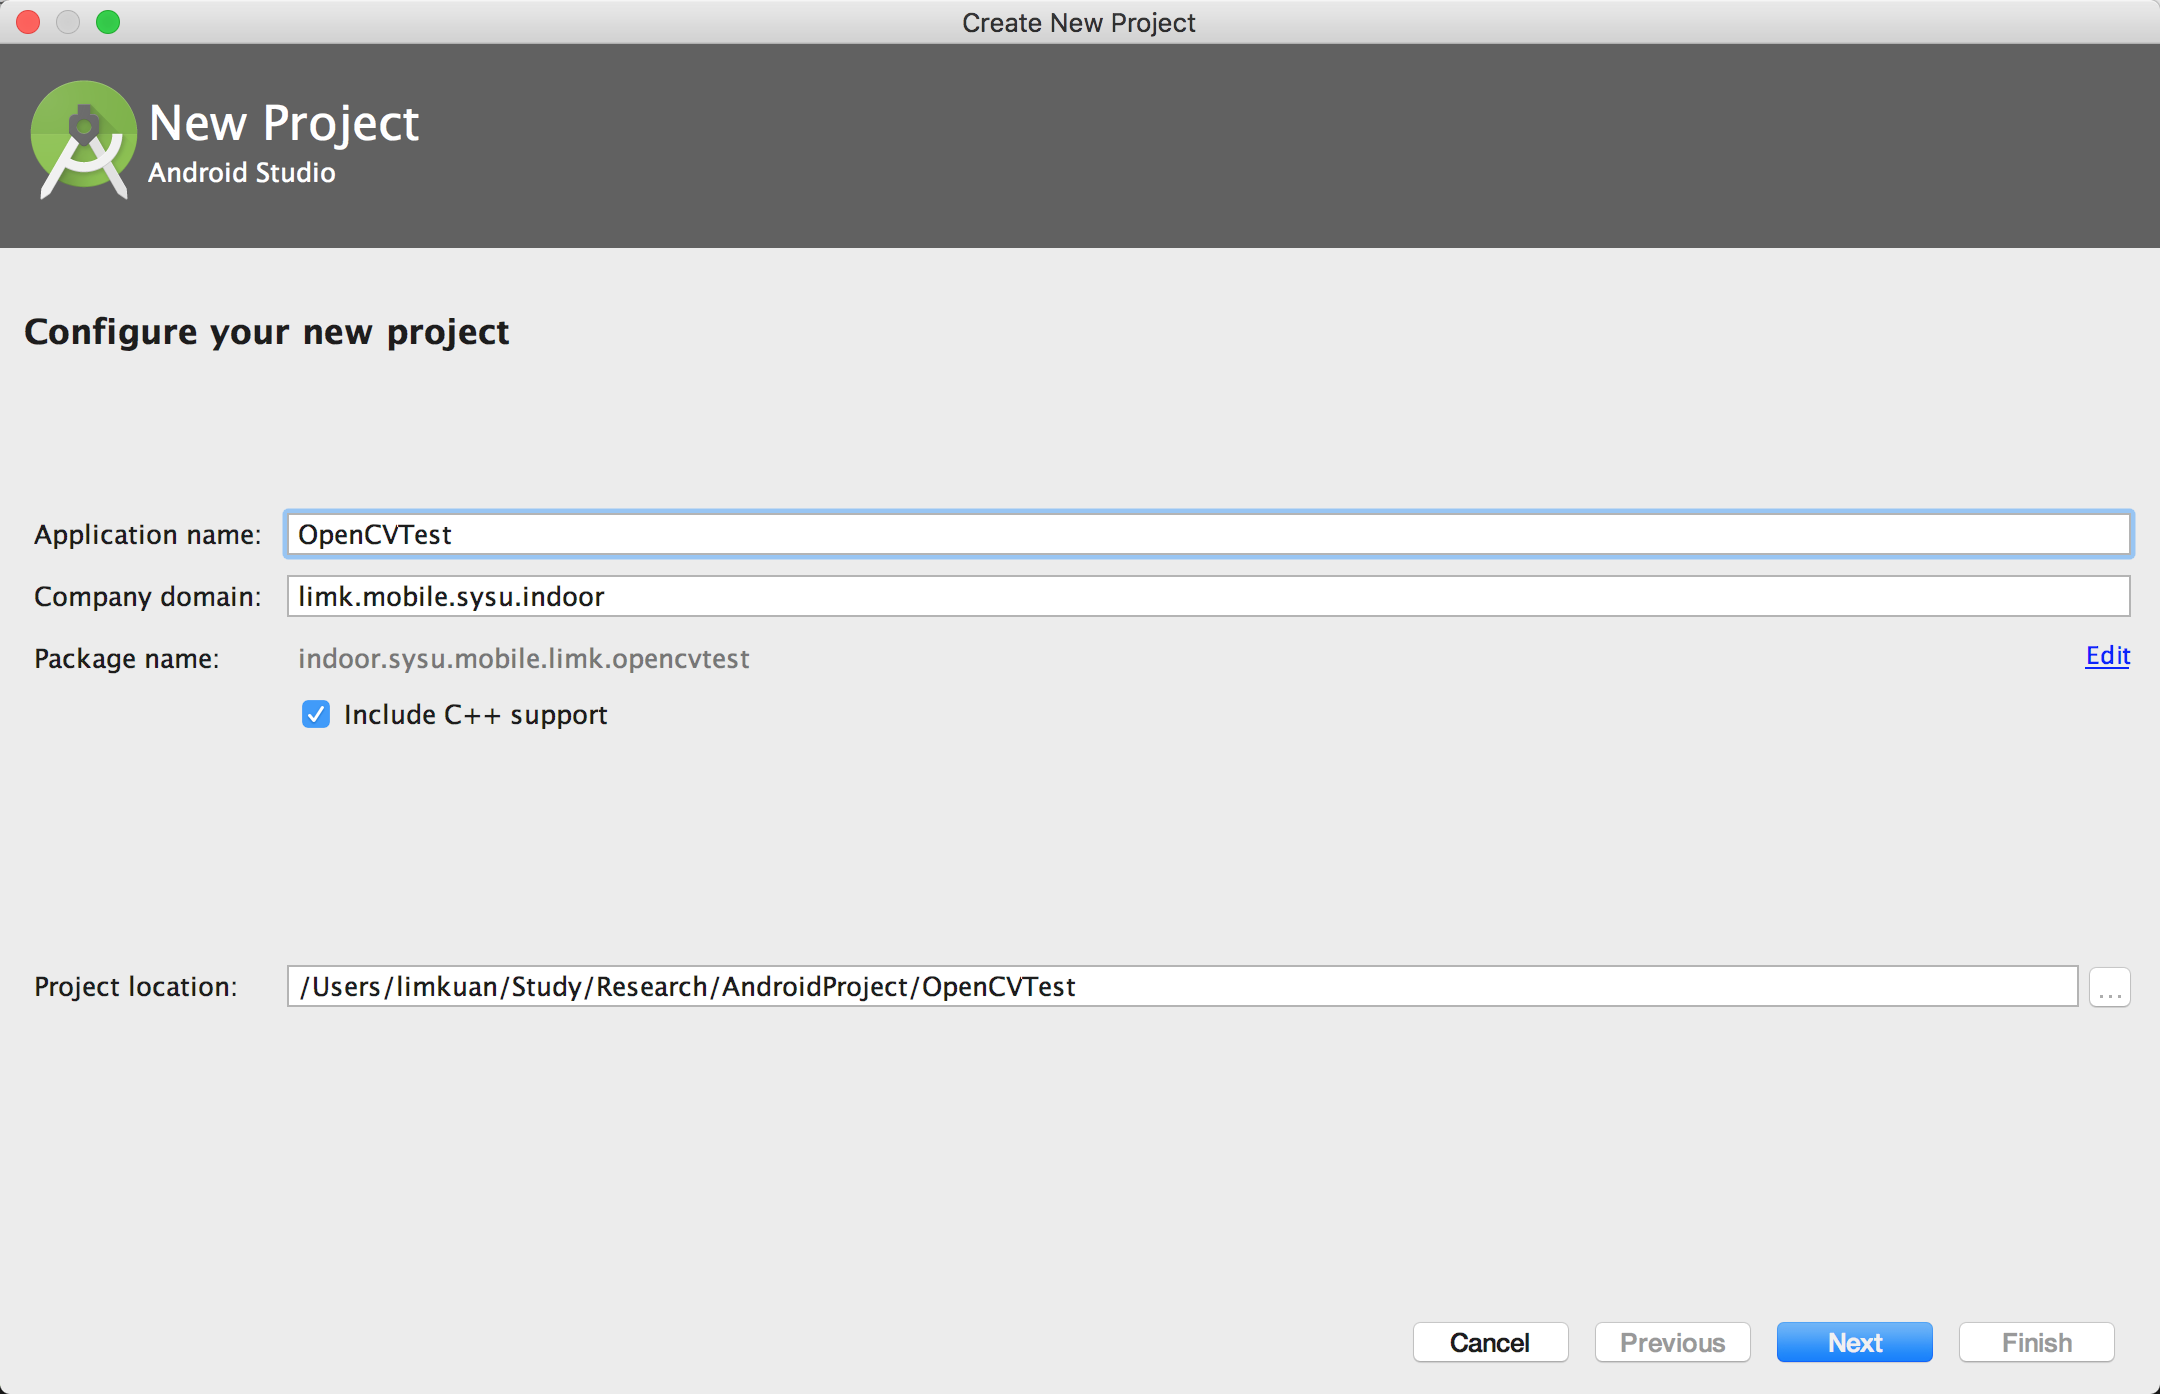 Create New Project
New Project
Android Studio
Configure your new project
Application name: OpenCVTest
Company domain: limk.mobile.sysu.indoor
Package name: indoor.sysu.mobile.limk.opencvtest Edit
Include C++ support
Project location: /Users/limkuan/Study/Research/AndroidProject/OpenCVTest ...
Cancel Previous Next Finish